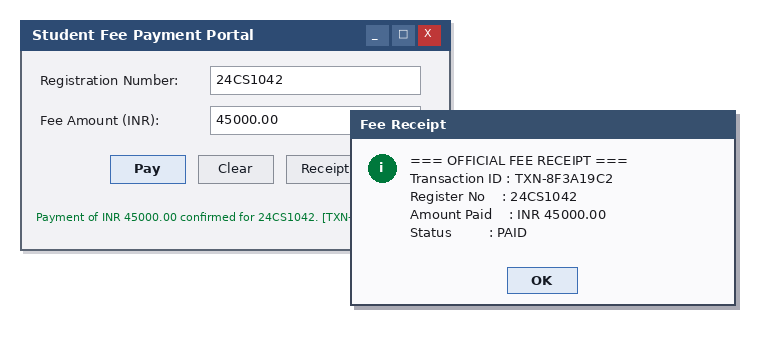 Student Fee Payment Portal
_ □ X
Registration Number: 24CS1042
Fee Amount (INR): 45000.00
Pay Clear Receipt
Payment of INR 45000.00 confirmed for 24CS1042. [TXN-
Fee Receipt
i
=== OFFICIAL FEE RECEIPT ===
Transaction ID : TXN-8F3A19C2
Register No : 24CS1042
Amount Paid : INR 45000.00
Status : PAID
OK